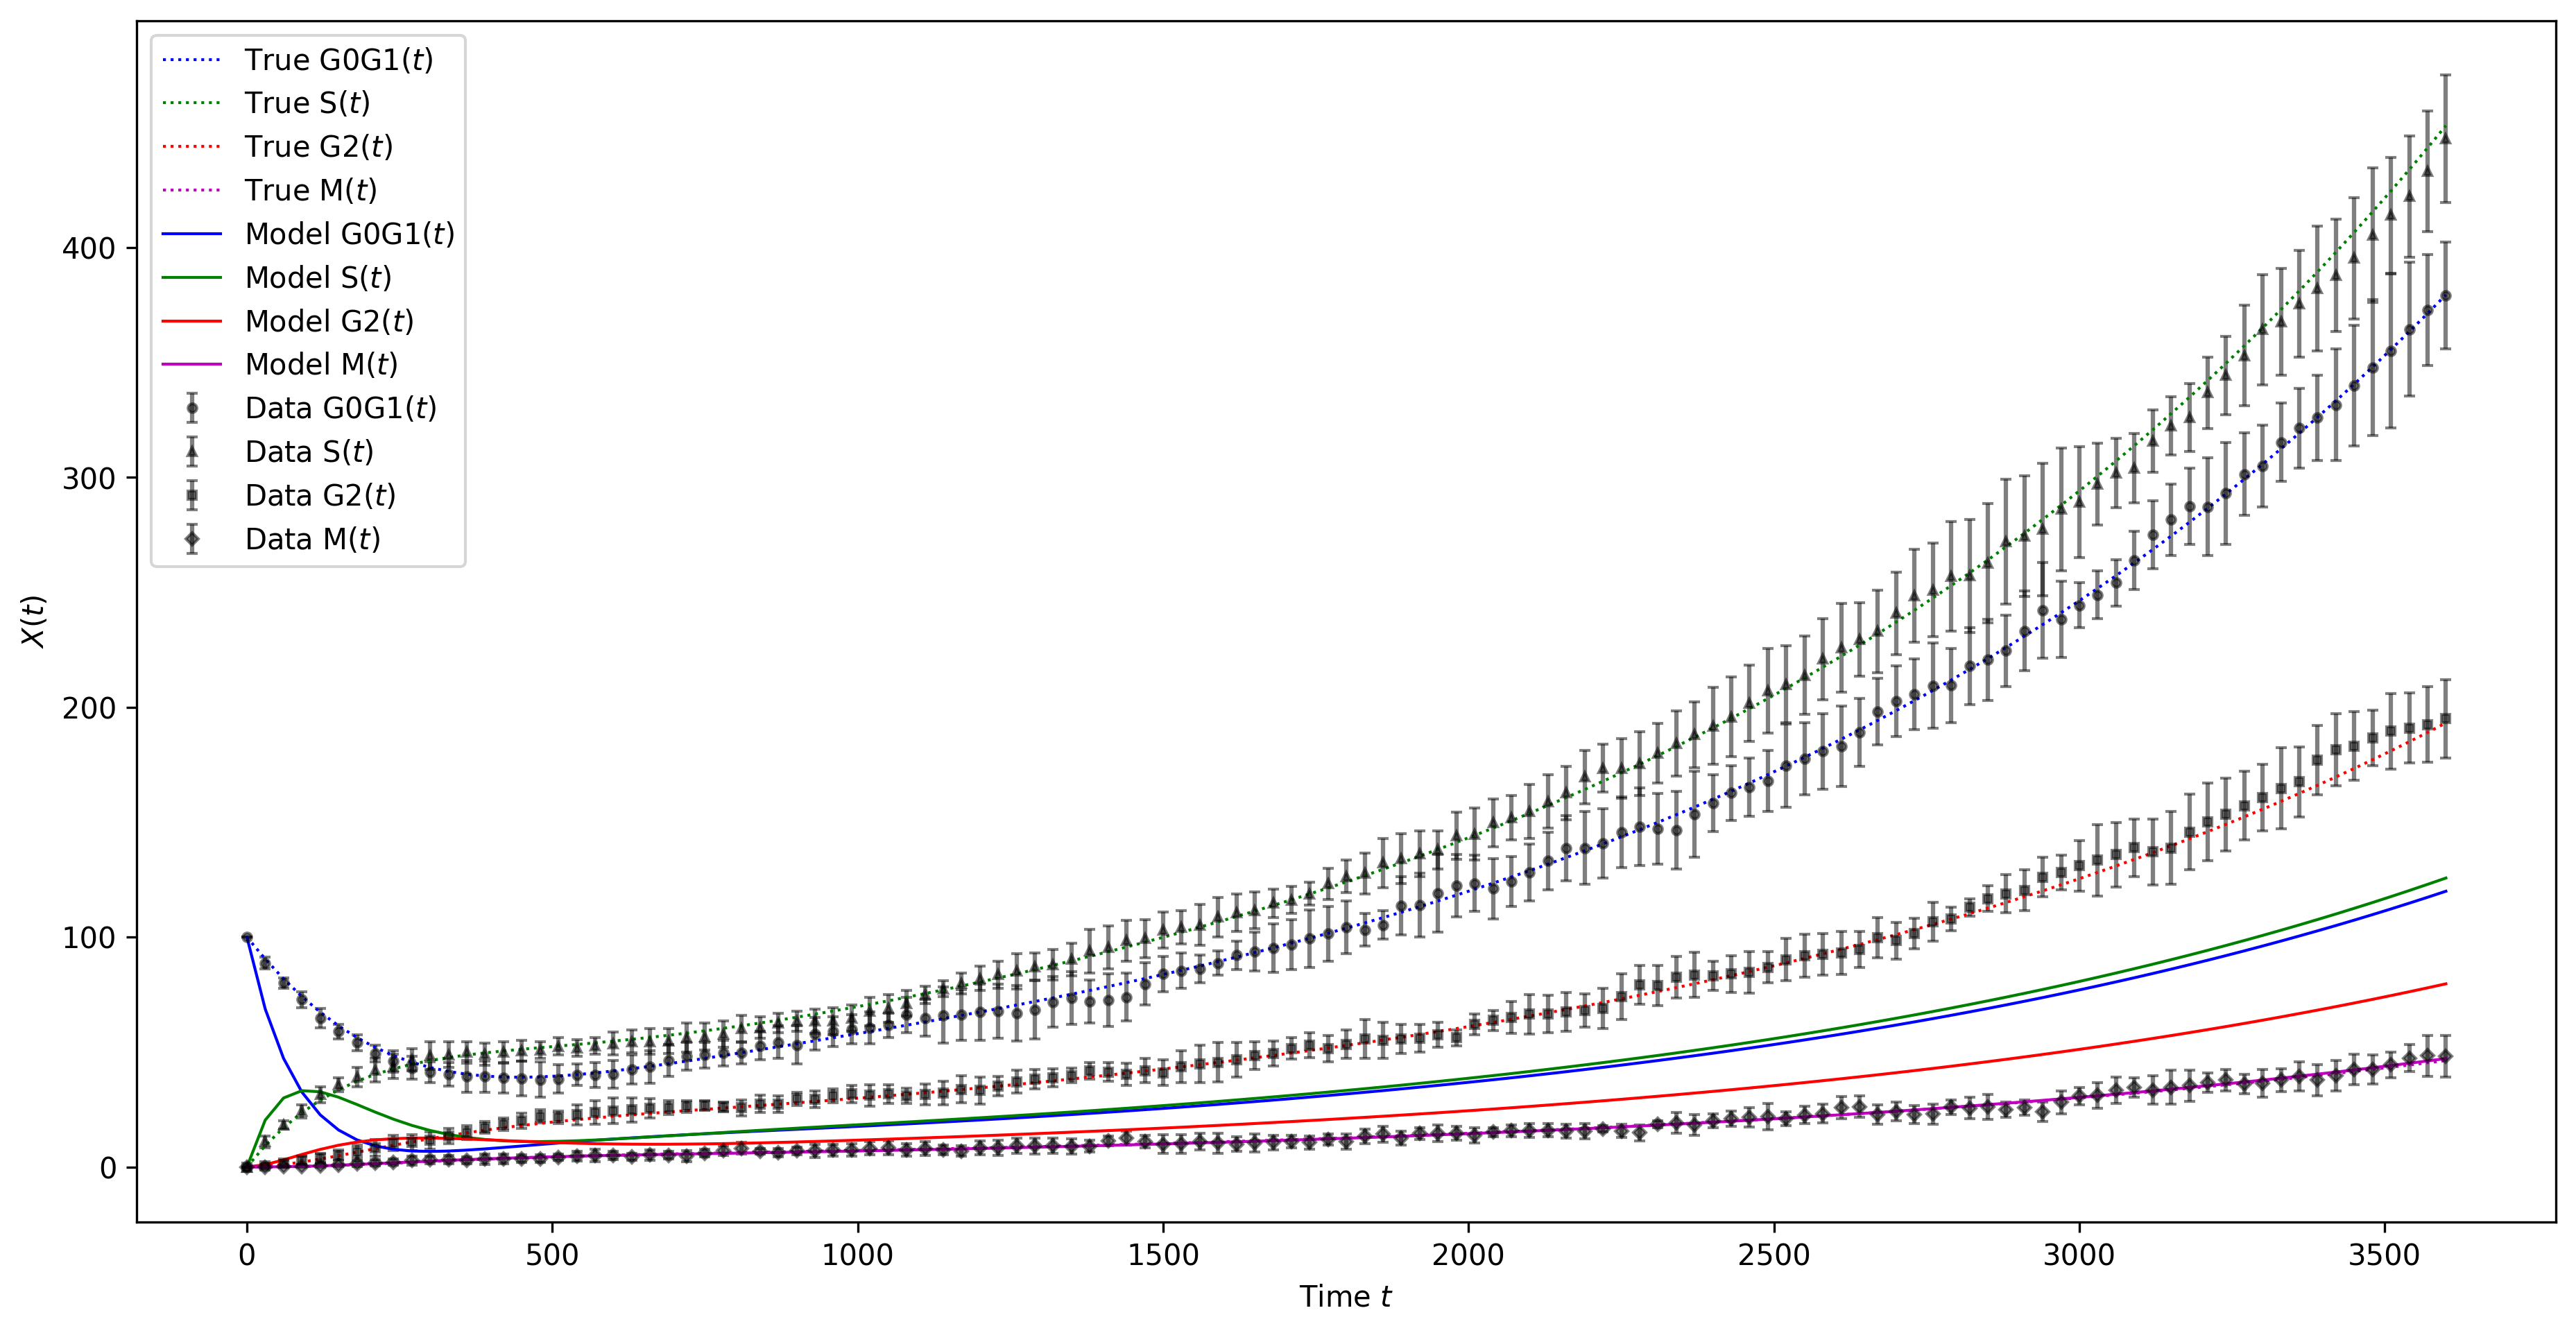 True G0G1(t)
True S(t)
True G2(t)
True M(t)
Model G0G1(t)
Model S(t)
Model G2(t)
Model M(t)
Data G0G1(t)
Data S(t)
Data G2(t)
Data M(t)
400
300
200
100
0
X(t)
0 500 1000 1500 2000 2500 3000 3500
Time t